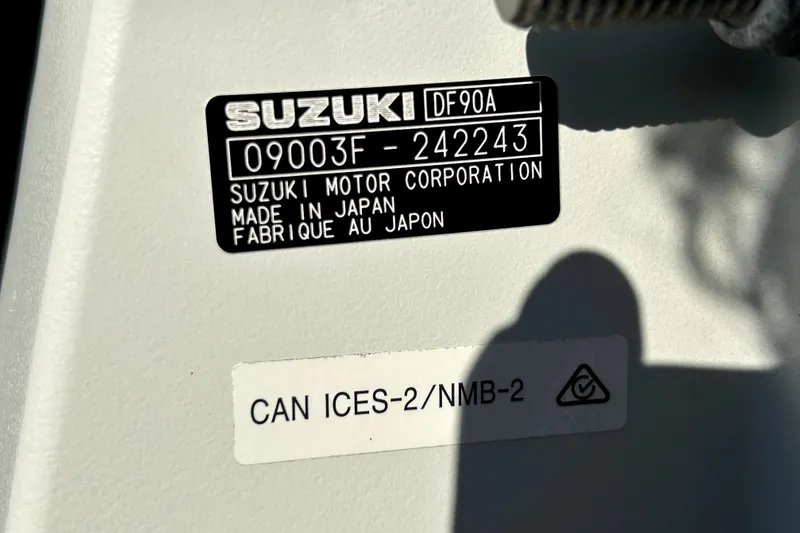 SUZUKI DF90A
09003F - 242243
SUZUKI MOTOR CORPORATION
MADE IN JAPAN
FABRIQUE AU JAPON
CAN ICES-2/NMB-2